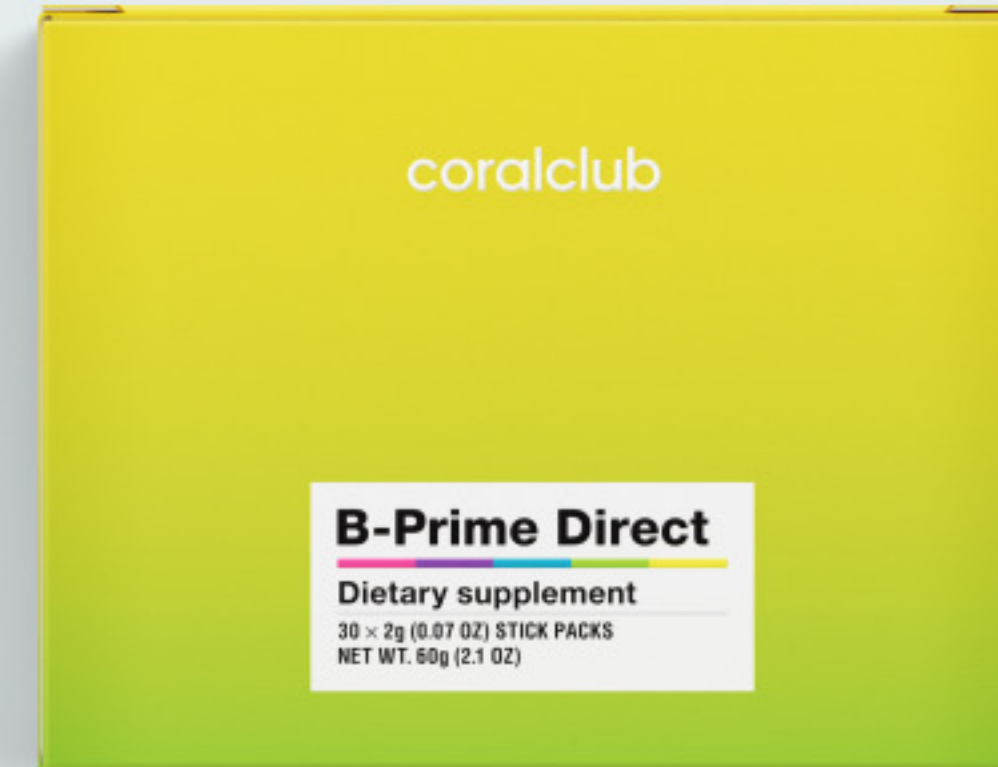 coralclub
B-Prime Direct
Dietary supplement
30 × 2g (0.07 OZ) STICK PACKS
NET WT. 60g (2.1 OZ)